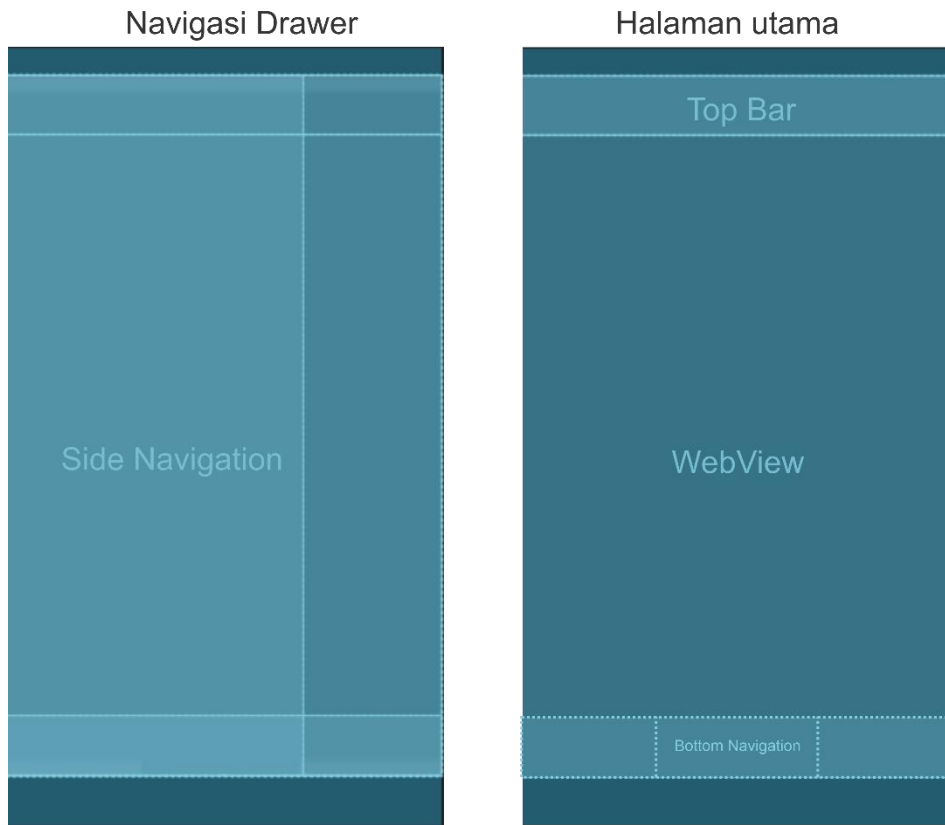 Navigasi Drawer
Halaman utama
Top Bar
Side Navigation
WebView
Bottom Navigation